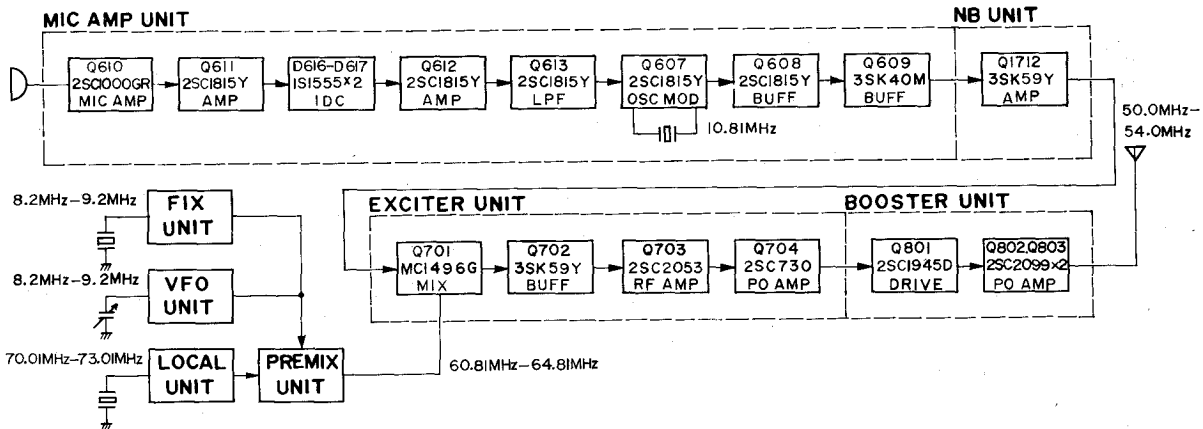 MIC AMP UNIT
NB UNIT
Q610
2SC1000GR
MIC AMP
Q611
2SC1815Y
AMP
D616-D617
1S1555×2
IDC
Q612
2SC1815Y
AMP
Q613
2SC1815Y
LPF
Q607
2SC1815Y
OSC MOD
10.81MHz
Q608
2SC1815Y
BUFF
Q609
3SK40M
BUFF
Q1712
3SK59Y
AMP
50.0MHz-
54.0MHz
8.2MHz-9.2MHz
FIX
UNIT
8.2MHz-9.2MHz
VFO
UNIT
70.01MHz-73.01MHz
LOCAL
UNIT
PREMIX
UNIT
60.81MHz-64.81MHz
EXCITER UNIT
BOOSTER UNIT
Q701
MC1496G
MIX
Q702
3SK59Y
BUFF
Q703
2SC2053
RF AMP
Q704
2SC730
PO AMP
Q801
2SC1945D
DRIVE
Q802,Q803
2SC2099×2
PO AMP